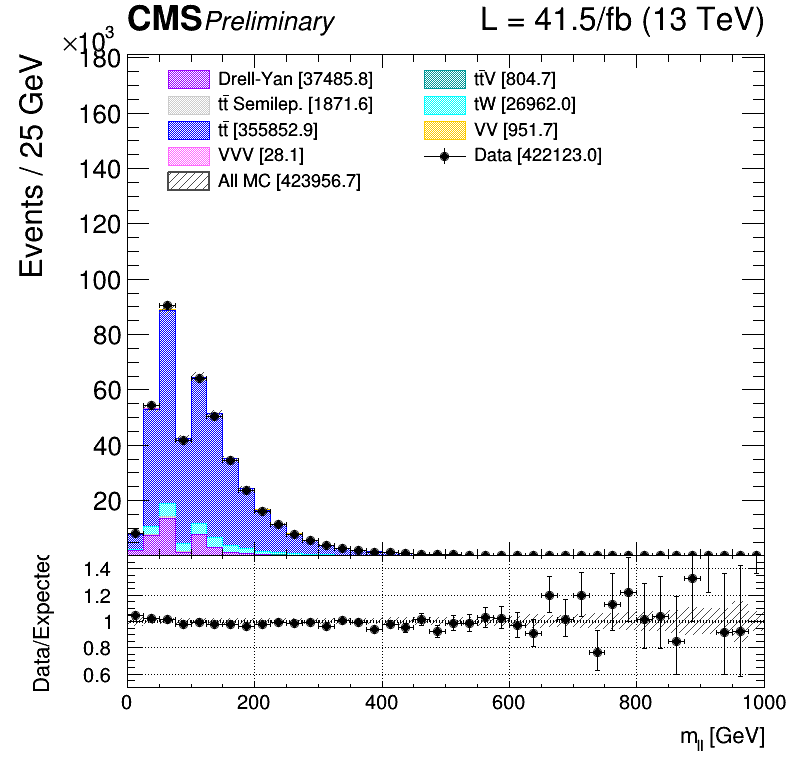 CMS Preliminary L = 41.5/fb (13 TeV)
×10³
Drell-Yan [37485.8]
tt̄ Semilep. [1871.6]
tt̄ [355852.9]
VVV [28.1]
All MC [423956.7]
tt̄V [804.7]
tW [26962.0]
VV [951.7]
Data [422123.0]
Events / 25 GeV
180
160
140
120
100
80
60
40
20
Data/Expected
1.4
1.2
1
0.8
0.6
0 200 400 600 800 1000
m_ll [GeV]